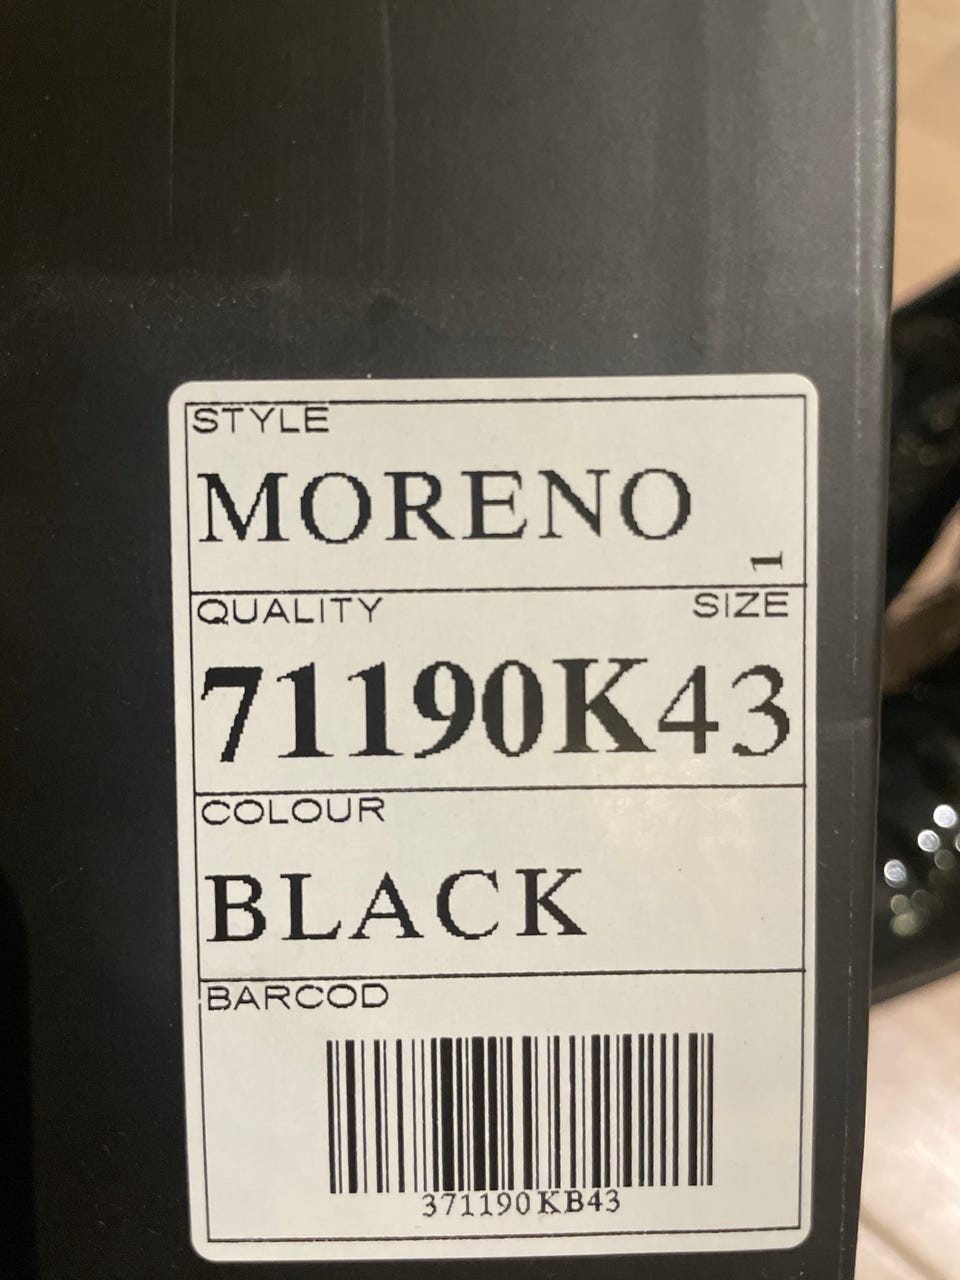 STYLE
MORENO
1
QUALITY SIZE
71190K43
COLOUR
BLACK
BARCOD
371190KB43